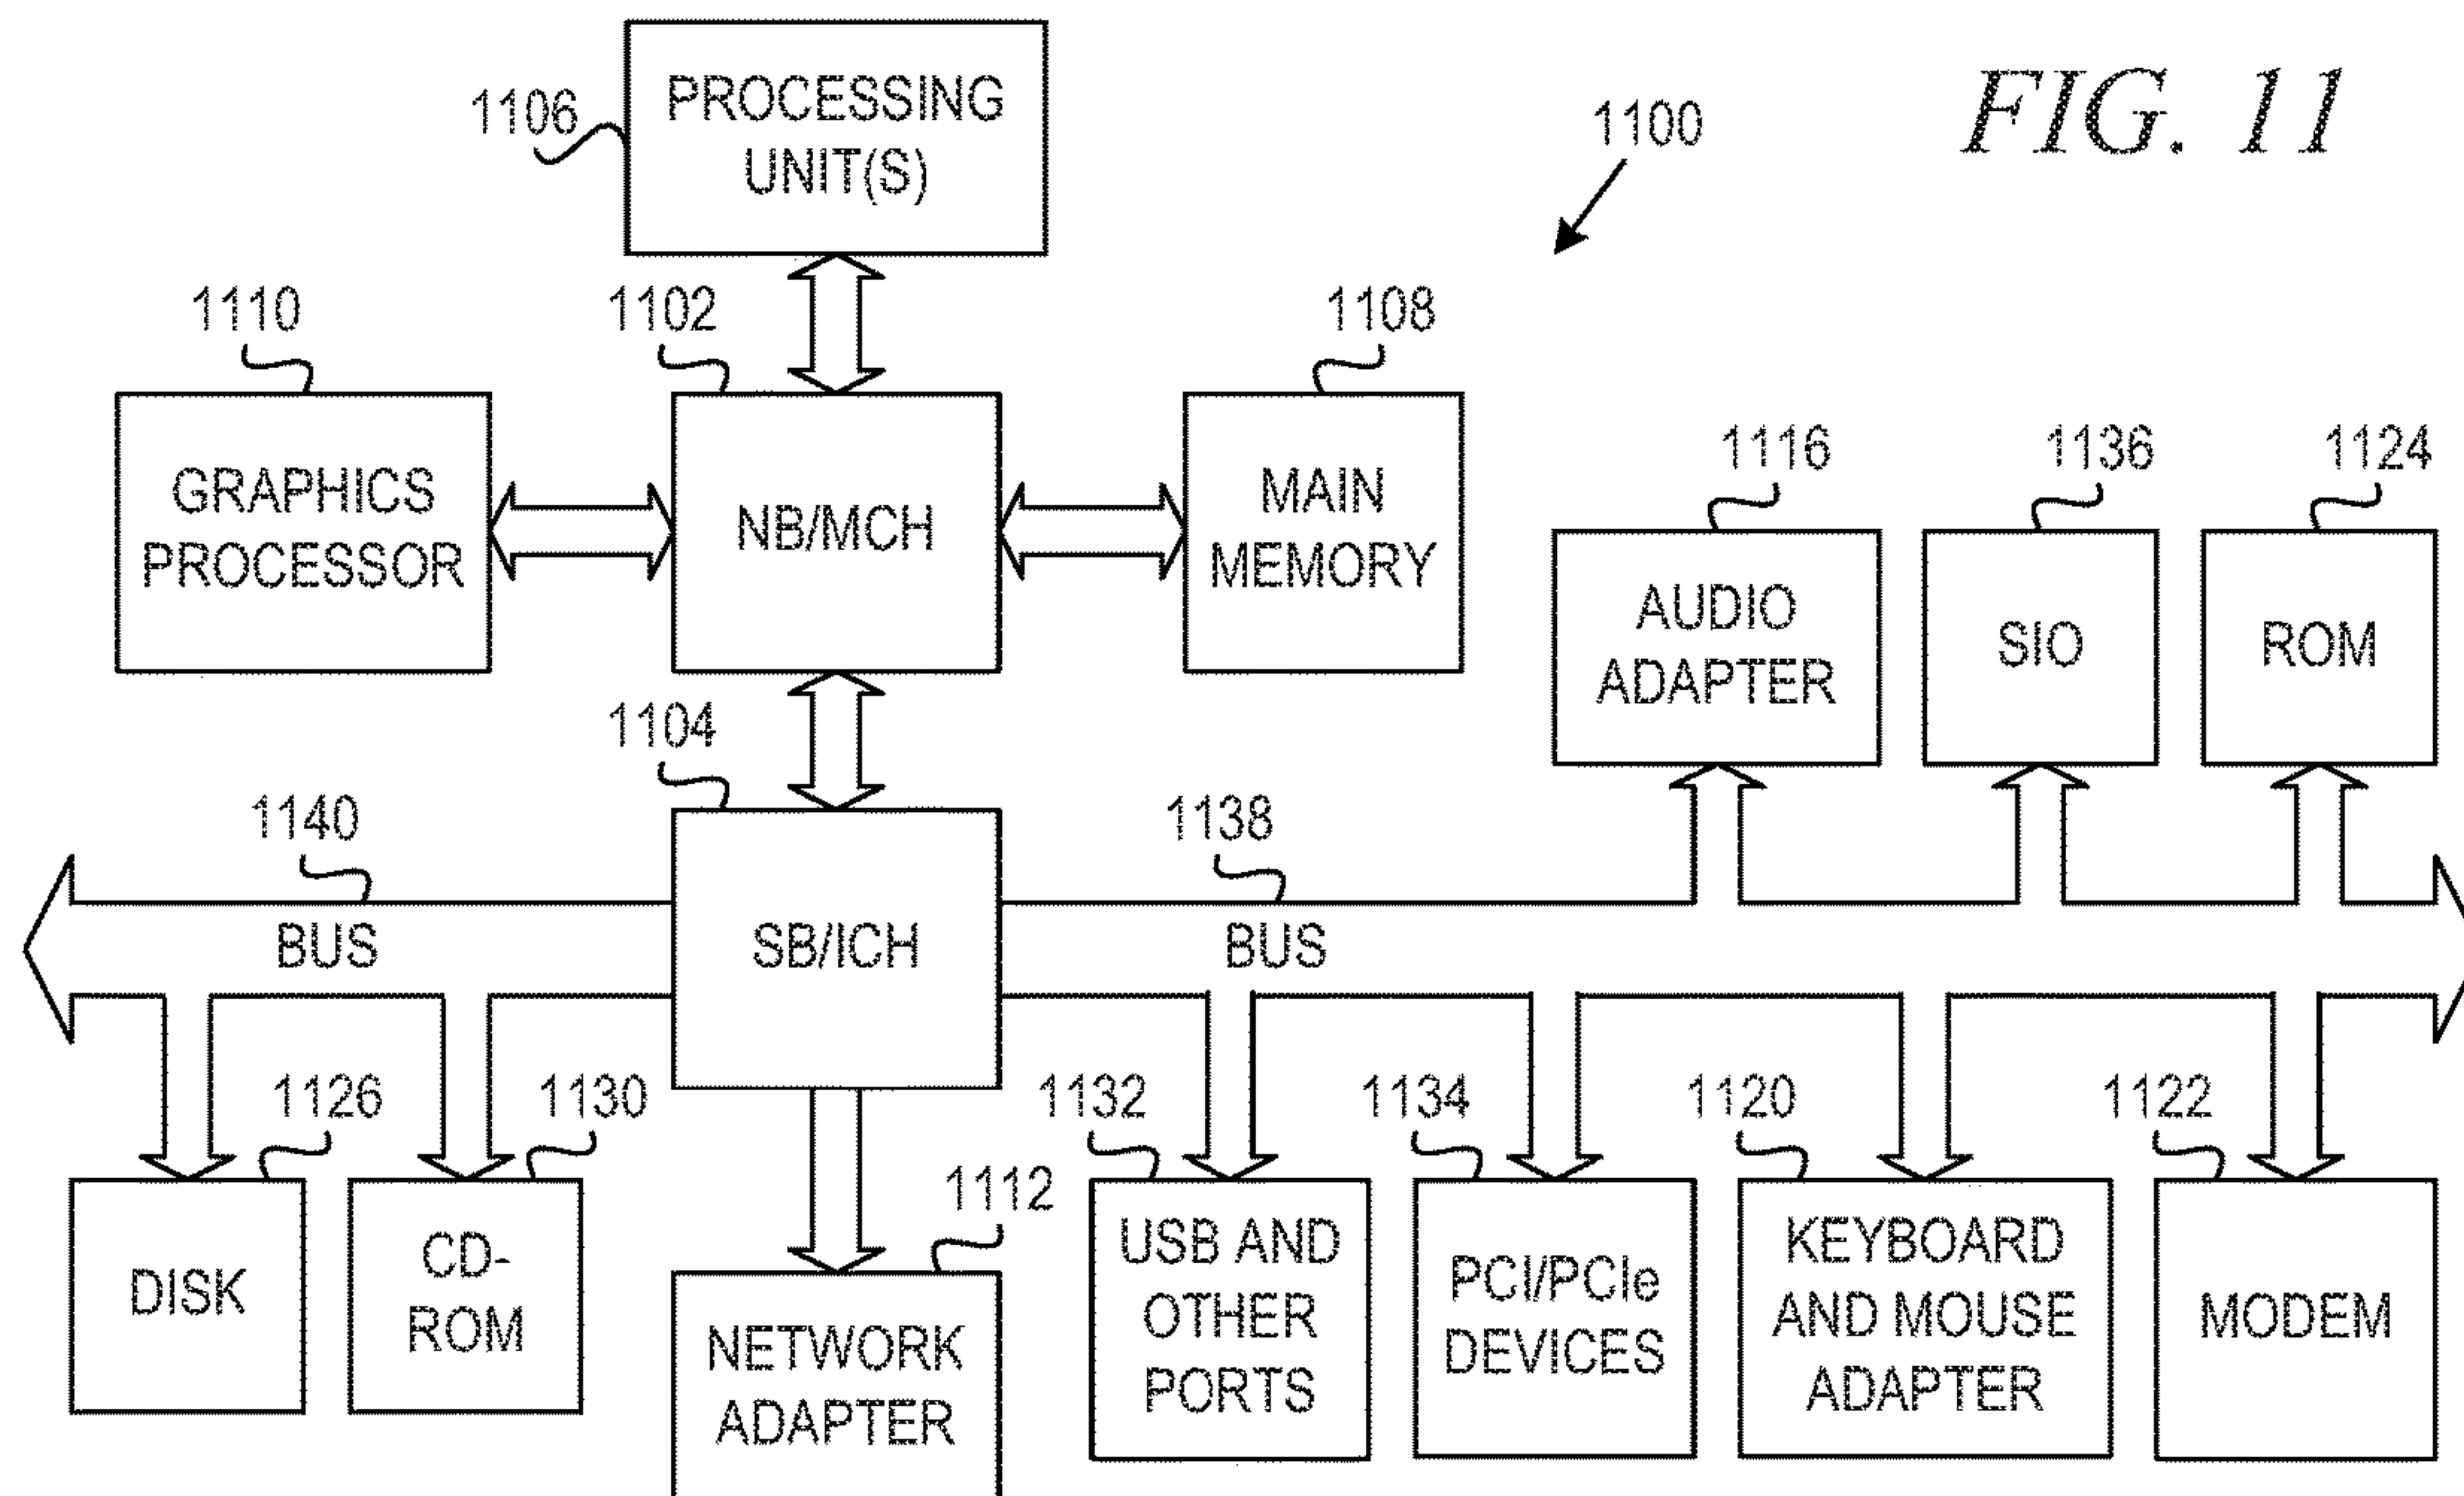 FIG. 11
1100
1106
PROCESSING
UNIT(S)
1110
1102
1108
GRAPHICS
PROCESSOR
NB/MCH
MAIN
MEMORY
1116
1136
1124
AUDIO
ADAPTER
SIO
ROM
1104
1140
1138
BUS
SB/ICH
BUS
1126
1130
1112
1132
1134
1120
1122
DISK
CD-
ROM
NETWORK
ADAPTER
USB AND
OTHER
PORTS
PCI/PCIe
DEVICES
KEYBOARD
AND MOUSE
ADAPTER
MODEM